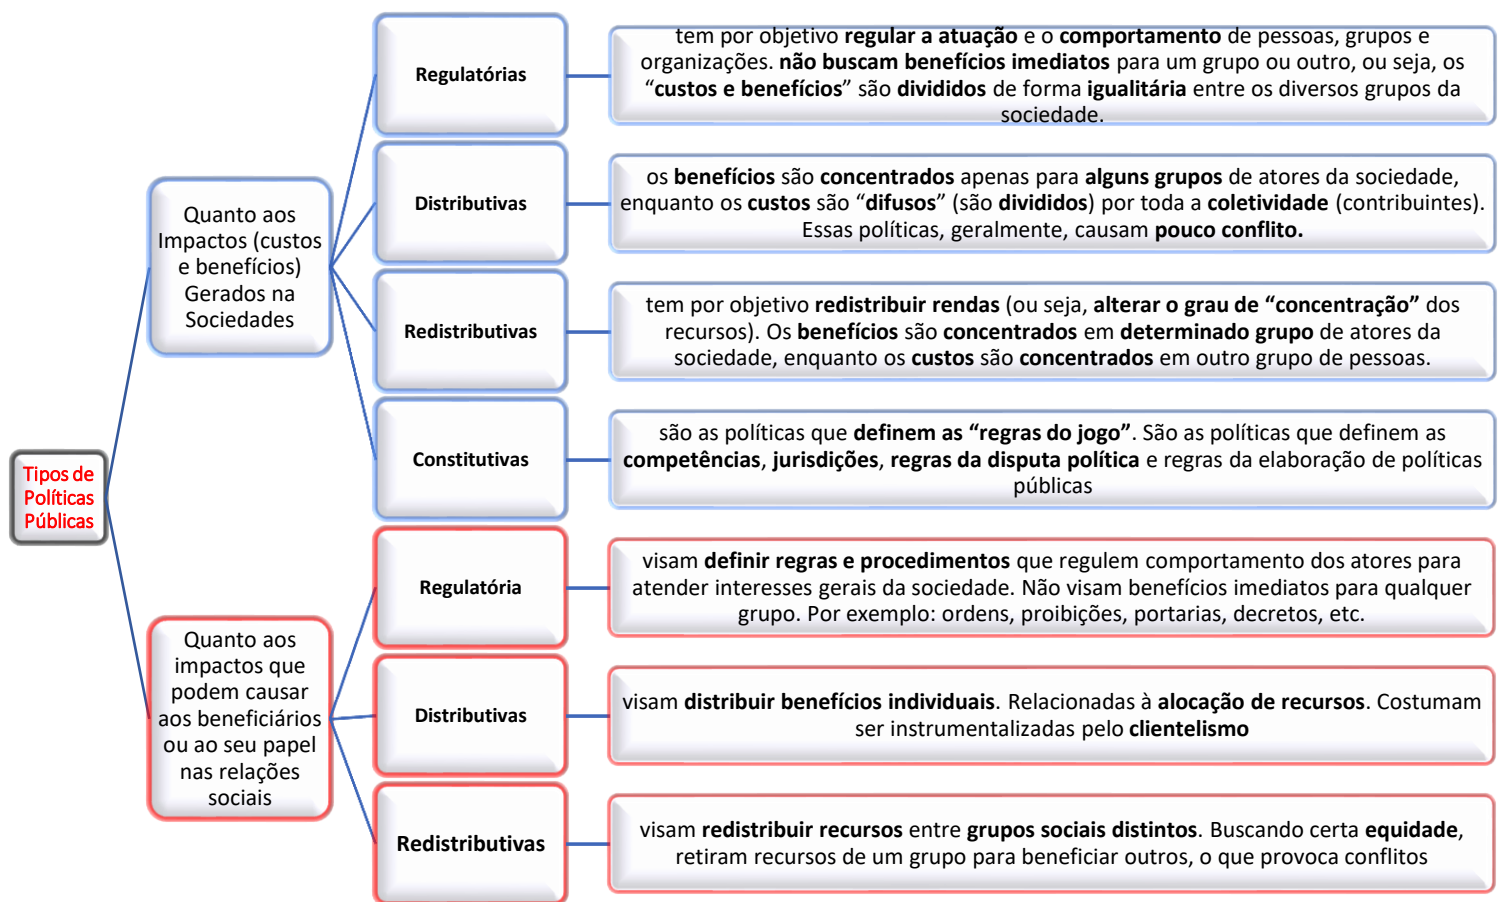 Tipos de
Políticas
Públicas
Quanto aos
Impactos (custos
e benefícios)
Gerados na
Sociedades
Regulatórias
tem por objetivo regular a atuação e o comportamento de pessoas, grupos e
organizações. não buscam benefícios imediatos para um grupo ou outro, ou seja, os
“custos e benefícios” são divididos de forma igualitária entre os diversos grupos da
sociedade.
Distributivas
os benefícios são concentrados apenas para alguns grupos de atores da sociedade,
enquanto os custos são “difusos” (são divididos) por toda a coletividade (contribuintes).
Essas políticas, geralmente, causam pouco conflito.
Redistributivas
tem por objetivo redistribuir rendas (ou seja, alterar o grau de “concentração” dos
recursos). Os benefícios são concentrados em determinado grupo de atores da
sociedade, enquanto os custos são concentrados em outro grupo de pessoas.
Constitutivas
são as políticas que definem as “regras do jogo”. São as políticas que definem as
competências, jurisdições, regras da disputa política e regras da elaboração de políticas
públicas
Quanto aos
impactos que
podem causar
aos beneficiários
ou ao seu papel
nas relações
sociais
Regulatória
visam definir regras e procedimentos que regulem comportamento dos atores para
atender interesses gerais da sociedade. Não visam benefícios imediatos para qualquer
grupo. Por exemplo: ordens, proibições, portarias, decretos, etc.
Distributivas
visam distribuir benefícios individuais. Relacionadas à alocação de recursos. Costumam
ser instrumentalizadas pelo clientelismo
Redistributivas
visam redistribuir recursos entre grupos sociais distintos. Buscando certa equidade,
retiram recursos de um grupo para beneficiar outros, o que provoca conflitos